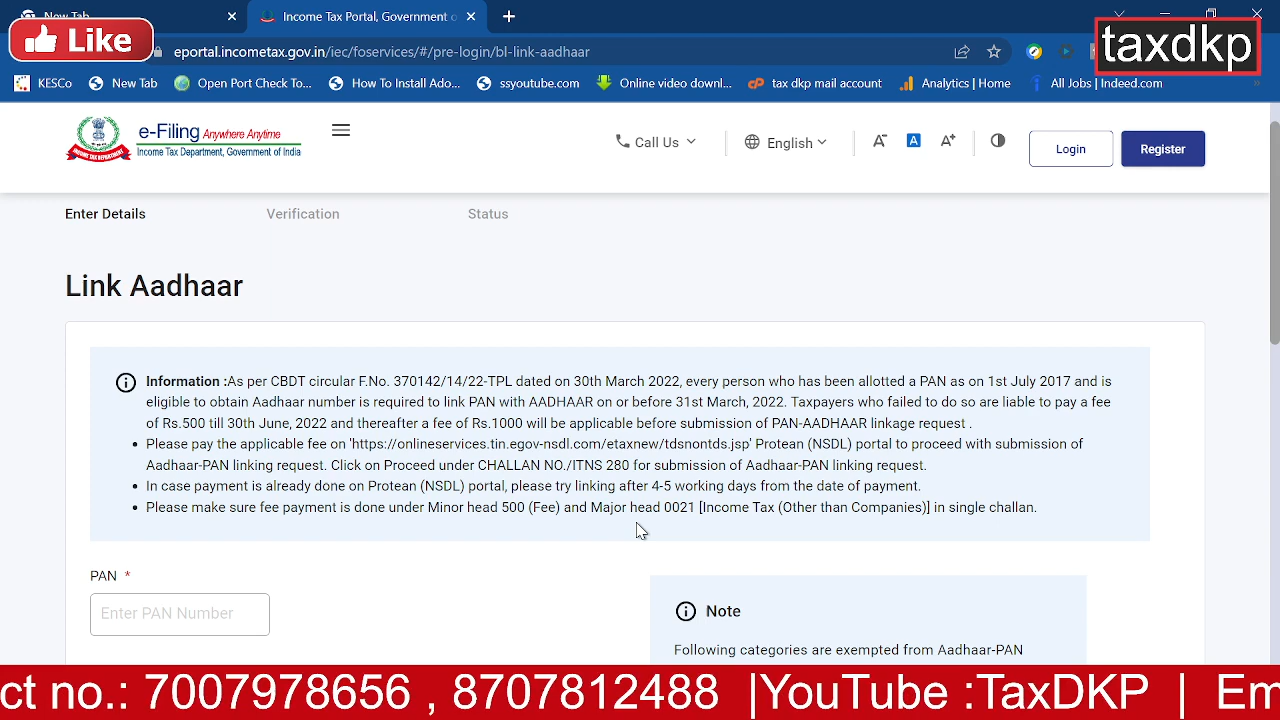 New Tab
Income Tax Portal, Government o
Like
eportal.incometax.gov.in/iec/foservices/#/pre-login/bl-link-aadhaar
taxdkp
KESCo
New Tab
Open Port Check To...
How To Install Ado...
ssyoutube.com
Online video downl...
tax dkp mail account
Analytics | Home
All Jobs | Indeed.com
e-Filing Anywhere Anytime
Income Tax Department, Government of India
INCOME TAX DEPARTMENT
Call Us
English
A-
A
A+
Login
Register
Enter Details
Verification
Status
Link Aadhaar
Information :As per CBDT circular F.No. 370142/14/22-TPL dated on 30th March 2022, every person who has been allotted a PAN as on 1st July 2017 and is
eligible to obtain Aadhaar number is required to link PAN with AADHAAR on or before 31st March, 2022. Taxpayers who failed to do so are liable to pay a fee
of Rs.500 till 30th June, 2022 and thereafter a fee of Rs.1000 will be applicable before submission of PAN-AADHAAR linkage request .
• Please pay the applicable fee on 'https://onlineservices.tin.egov-nsdl.com/etaxnew/tdsnontds.jsp' Protean (NSDL) portal to proceed with submission of
Aadhaar-PAN linking request. Click on Proceed under CHALLAN NO./ITNS 280 for submission of Aadhaar-PAN linking request.
• In case payment is already done on Protean (NSDL) portal, please try linking after 4-5 working days from the date of payment.
• Please make sure fee payment is done under Minor head 500 (Fee) and Major head 0021 [Income Tax (Other than Companies)] in single challan.
PAN *
Enter PAN Number
Note
Following categories are exempted from Aadhaar-PAN
ct no.: 7007978656 , 8707812488 |YouTube :TaxDKP | Em